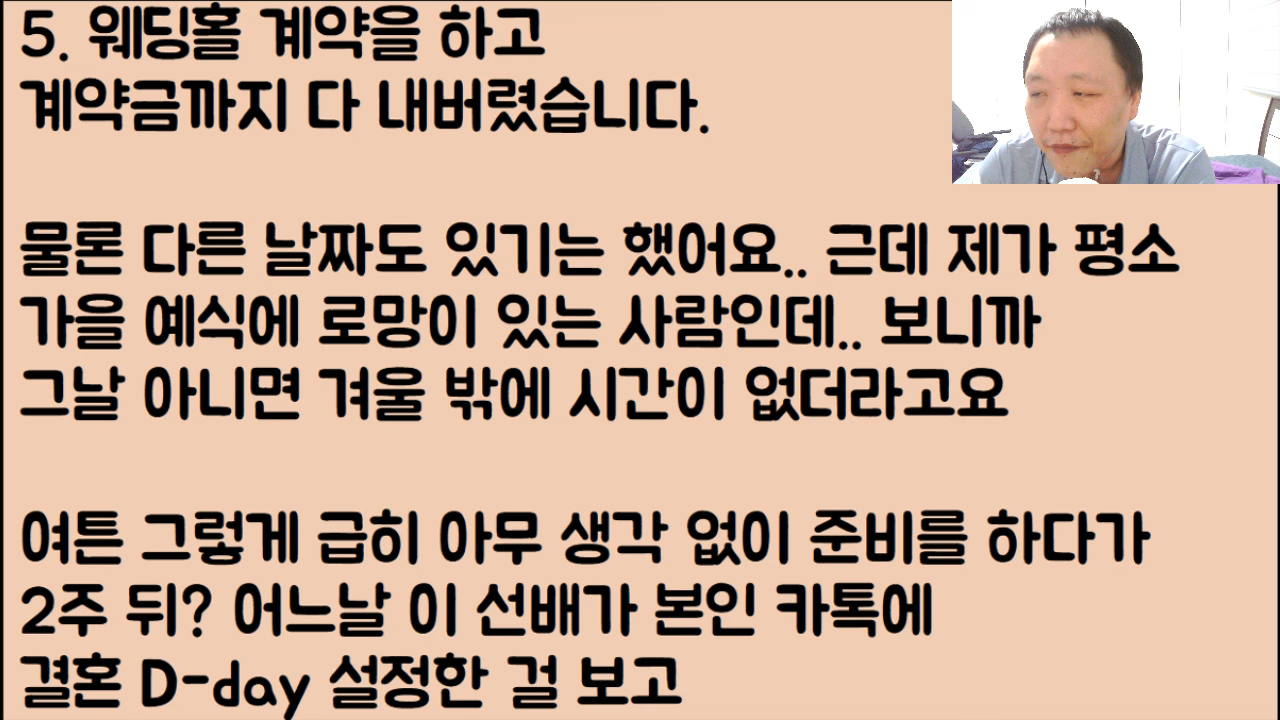 5. 웨딩홀 계약을 하고
계약금까지 다 내버렸습니다.
물론 다른 날짜도 있기는 했어요.. 근데 제가 평소
가을 예식에 로망이 있는 사람인데.. 보니까
그날 아니면 겨울 밖에 시간이 없더라고요
여튼 그렇게 급히 아무 생각 없이 준비를 하다가
2주 뒤? 어느날 이 선배가 본인 카톡에
결혼 D-day 설정한 걸 보고